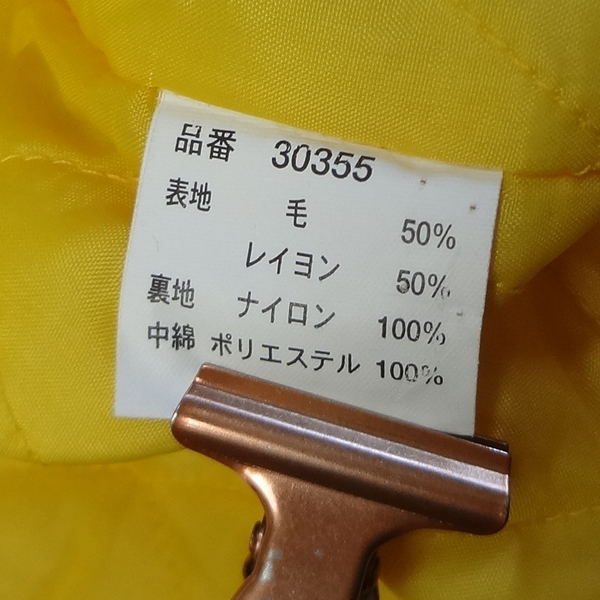 品番 30355
表地 毛 50%
レイヨン 50%
裏地 ナイロン 100%
中綿 ポリエステル 100%